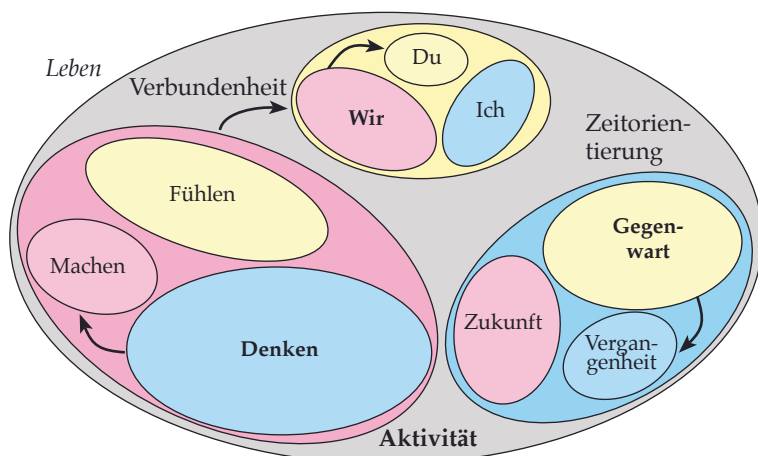 Leben
Verbundenheit
Du
Wir
Ich
Zeitorien-
tierung
Fühlen
Machen
Denken
Gegen-
wart
Zukunft
Vergan-
genheit
Aktivität